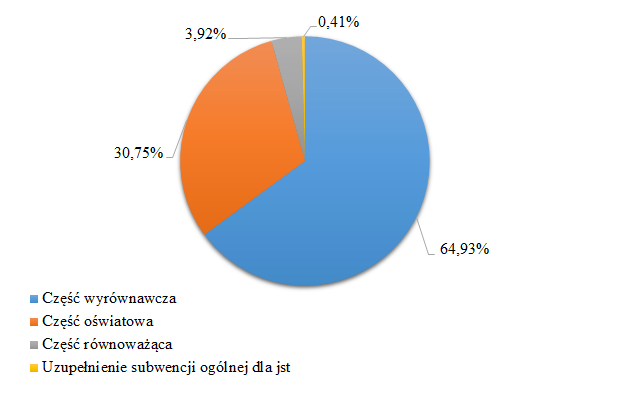 0,41%
3,92%
30,75%
64,93%
Część wyrównawcza
Część oświatowa
Część równoważąca
Uzupełnienie subwencji ogólnej dla jst